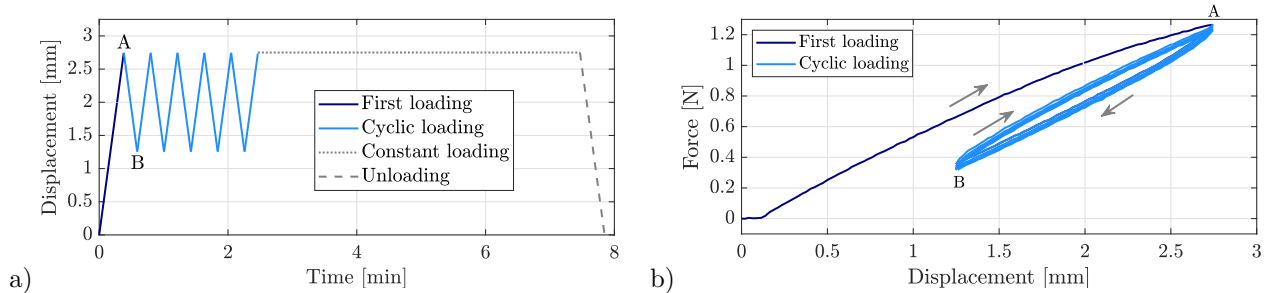 a)
Displacement [mm]
3
2.5
2
1.5
1
0.5
0
A
B
First loading
Cyclic loading
Constant loading
Unloading
0 2 4 6 8
Time [min]
b)
Force [N]
1.2
1
0.8
0.6
0.4
0.2
0
First loading
Cyclic loading
A
B
0 0.5 1 1.5 2 2.5 3
Displacement [mm]